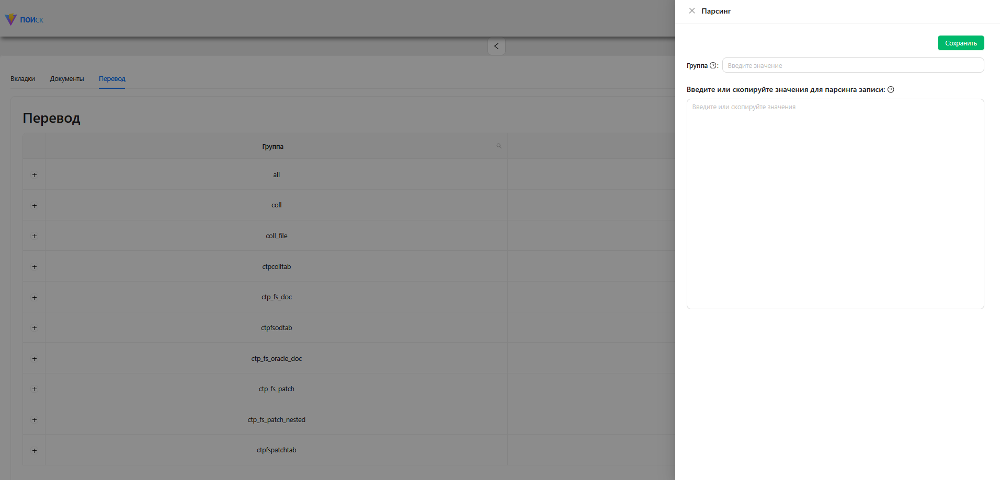 ПОИСК
Вкладки Документы Перевод
Перевод
Группа
all
coll
coll_file
ctpcolltab
ctp_fs_doc
ctpfsodtab
ctp_fs_oracle_doc
ctp_fs_patch
ctp_fs_patch_nested
ctpfspatchtab
Парсинг
Сохранить
Группа : Введите значение
Введите или скопируйте значения для парсинга записи:
Введите или скопируйте значения